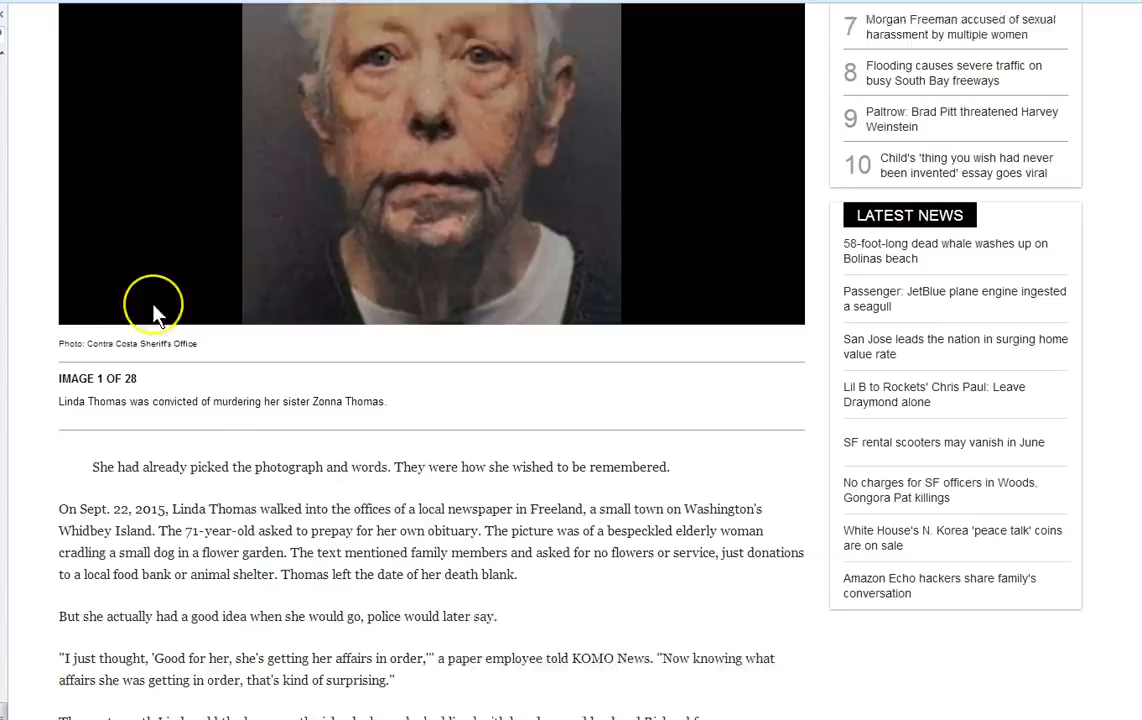 7 Morgan Freeman accused of sexual
harassment by multiple women
8 Flooding causes severe traffic on
busy South Bay freeways
9 Paltrow: Brad Pitt threatened Harvey
Weinstein
10 Child's 'thing you wish had never
been invented' essay goes viral
LATEST NEWS
58-foot-long dead whale washes up on
Bolinas beach
Passenger: JetBlue plane engine ingested
a seagull
San Jose leads the nation in surging home
value rate
Lil B to Rockets' Chris Paul: Leave
Draymond alone
SF rental scooters may vanish in June
No charges for SF officers in Woods,
Gongora Pat killings
White House's N. Korea 'peace talk' coins
are on sale
Amazon Echo hackers share family's
conversation
Photo: Contra Costa Sheriff's Office
IMAGE 1 OF 28
Linda Thomas was convicted of murdering her sister Zonna Thomas.
She had already picked the photograph and words. They were how she wished to be remembered.
On Sept. 22, 2015, Linda Thomas walked into the offices of a local newspaper in Freeland, a small town on Washington's
Whidbey Island. The 71-year-old asked to prepay for her own obituary. The picture was of a bespeckled elderly woman
cradling a small dog in a flower garden. The text mentioned family members and asked for no flowers or service, just donations
to a local food bank or animal shelter. Thomas left the date of her death blank.
But she actually had a good idea when she would go, police would later say.
"I just thought, 'Good for her, she's getting her affairs in order,'" a paper employee told KOMO News. "Now knowing what
affairs she was getting in order, that's kind of surprising."